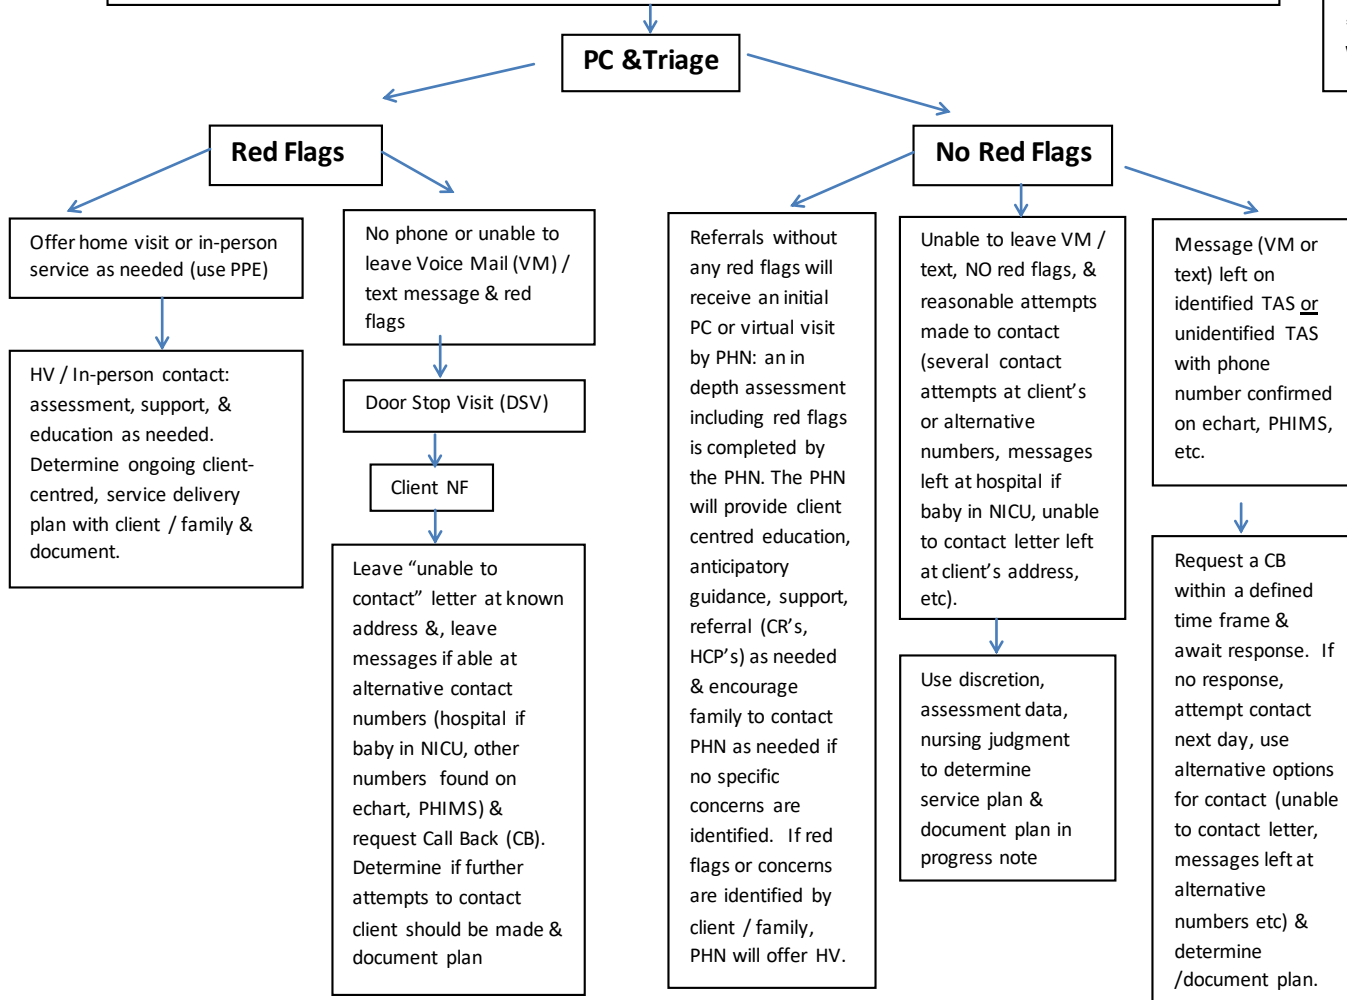 PC &Triage
Red Flags
No Red Flags
Offer home visit or in-person
service as needed (use PPE)
HV / In-person contact:
assessment, support, &
education as needed.
Determine ongoing client-
centred, service delivery
plan with client / family &
document.
No phone or unable to
leave Voice Mail (VM) /
text message & red
flags
Door Stop Visit (DSV)
Client NF
Leave “unable to
contact” letter at known
address &, leave
messages if able at
alternative contact
numbers (hospital if
baby in NICU, other
numbers found on
echart, PHIMS) &
request Call Back (CB).
Determine if further
attempts to contact
client should be made &
document plan
Referrals without
any red flags will
receive an initial
PC or virtual visit
by PHN: an in
depth assessment
including red flags
is completed by
the PHN. The PHN
will provide client
centred education,
anticipatory
guidance, support,
referral (CR’s,
HCP’s) as needed
& encourage
family to contact
PHN as needed if
no specific
concerns are
identified. If red
flags or concerns
are identified by
client / family,
PHN will offer HV.
Unable to leave VM /
text, NO red flags, &
reasonable attempts
made to contact
(several contact
attempts at client’s
or alternative
numbers, messages
left at hospital if
baby in NICU, unable
to contact letter left
at client’s address,
etc).
Use discretion,
assessment data,
nursing judgment
to determine
service plan &
document plan in
progress note
Message (VM or
text) left on
identified TAS or
unidentified TAS
with phone
number confirmed
on echart, PHIMS,
etc.
Request a CB
within a defined
time frame &
await response. If
no response,
attempt contact
next day, use
alternative options
for contact (unable
to contact letter,
messages left at
alternative
numbers etc) &
determine
/document plan.